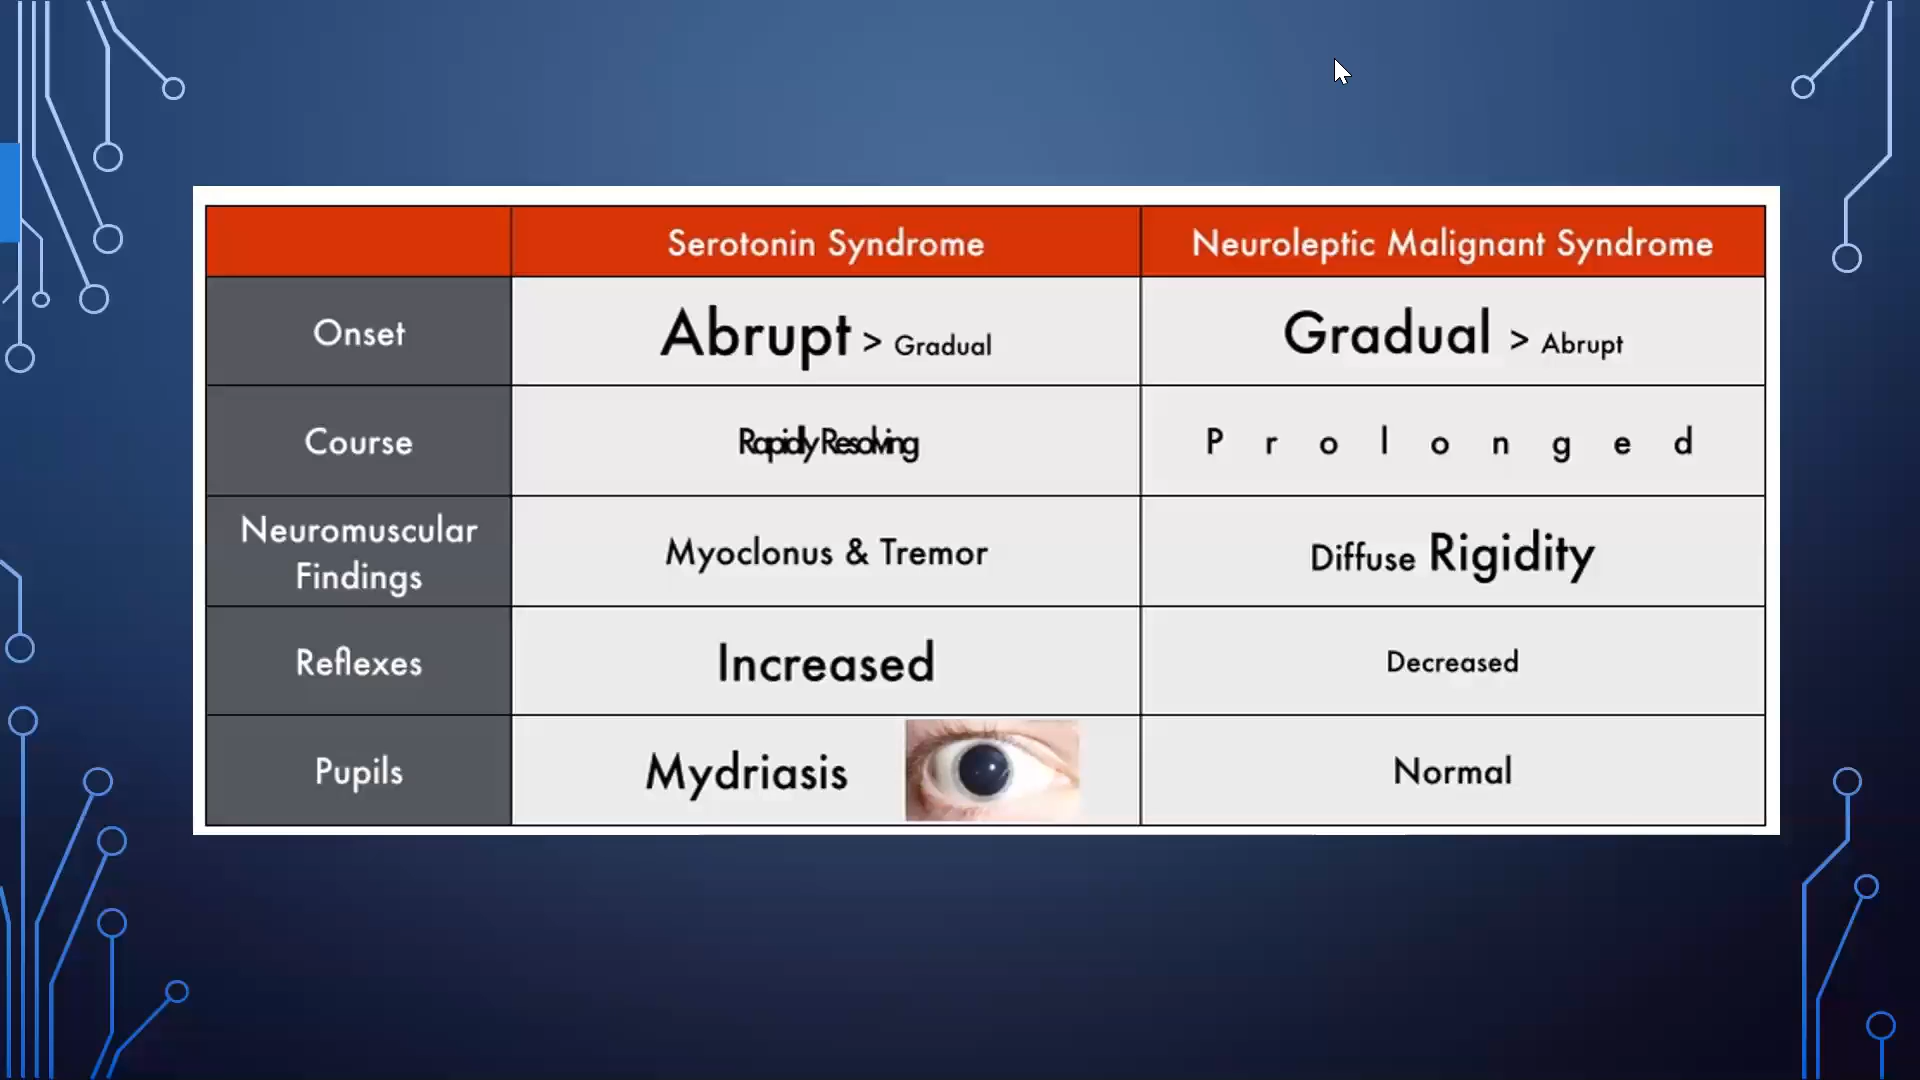 Serotonin Syndrome
Neuroleptic Malignant Syndrome
Onset
Abrupt > Gradual
Gradual > Abrupt
Course
Rapidly Resolving
Prolonged
Neuromuscular
Findings
Myoclonus & Tremor
Diffuse Rigidity
Reflexes
Increased
Decreased
Pupils
Mydriasis
Normal